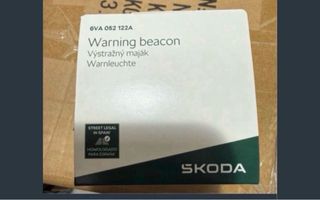 6VA 052 122A
Warning beacon
Výstražný maják
Warnleuchte
STREET LEGAL
IN SPAIN
HOMOLOGADO
PARA ESPAÑA
ŠKODA